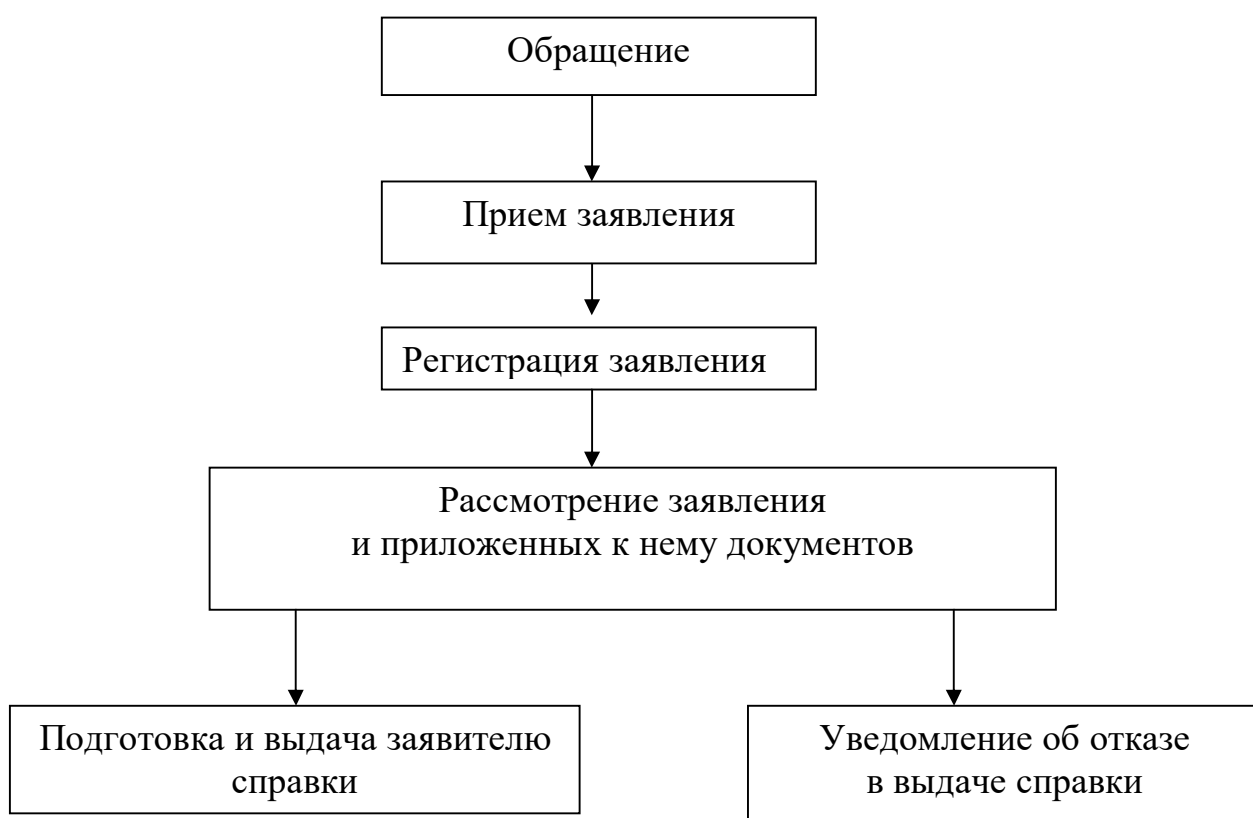 Обращение
Прием заявления
Регистрация заявления
Рассмотрение заявления
и приложенных к нему документов
Подготовка и выдача заявителю
справки
Уведомление об отказе
в выдаче справки